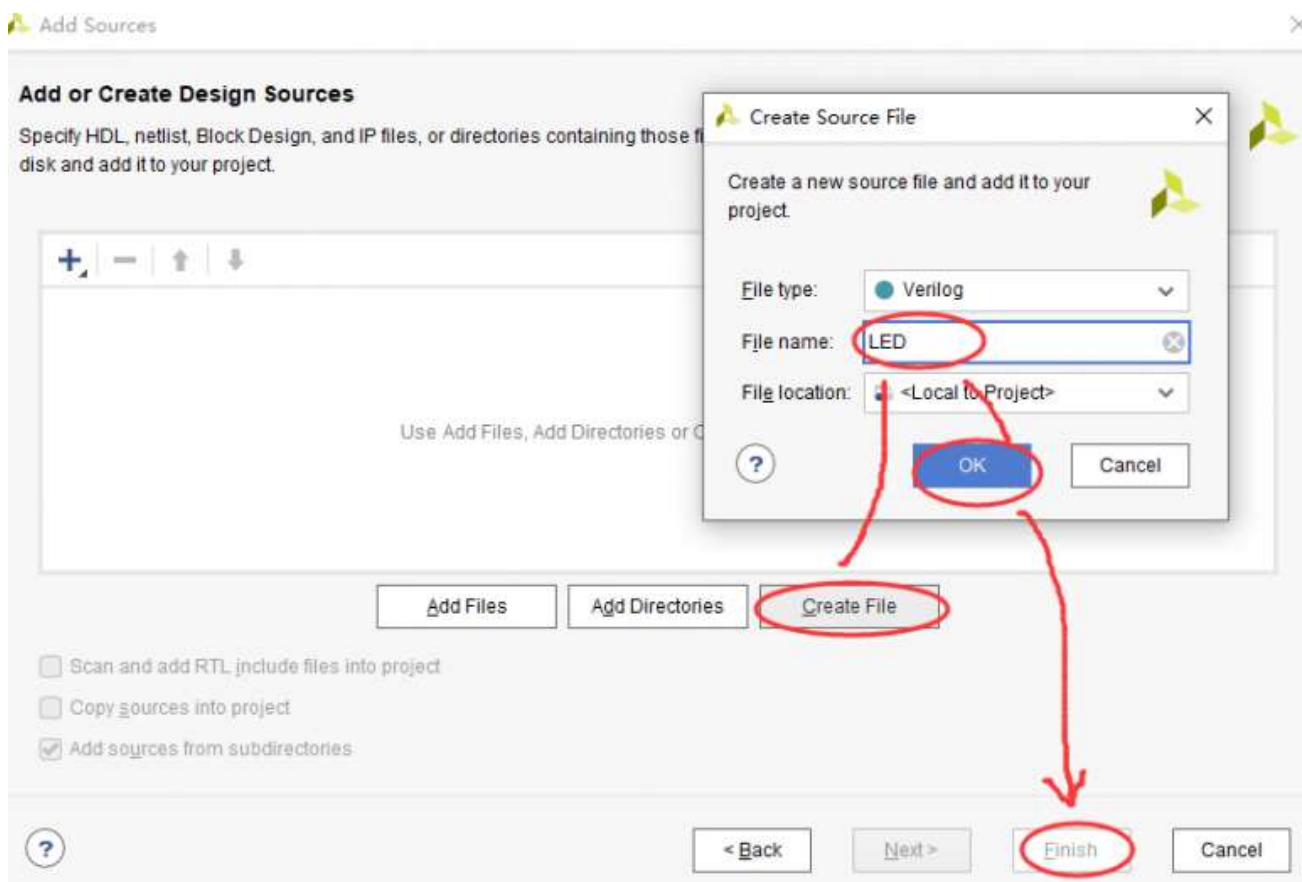 Add Sources
Add or Create Design Sources
Specify HDL, netlist, Block Design, and IP files, or directories containing those fi
disk and add it to your project.
Use Add Files, Add Directories or C
Create Source File
Create a new source file and add it to your
project.
File type: Verilog
File name: LED
File location: <Local to Project>
?
OK
Cancel
Add Files
Add Directories
Create File
Scan and add RTL include files into project
Copy sources into project
Add sources from subdirectories
?
< Back
Next >
Finish
Cancel